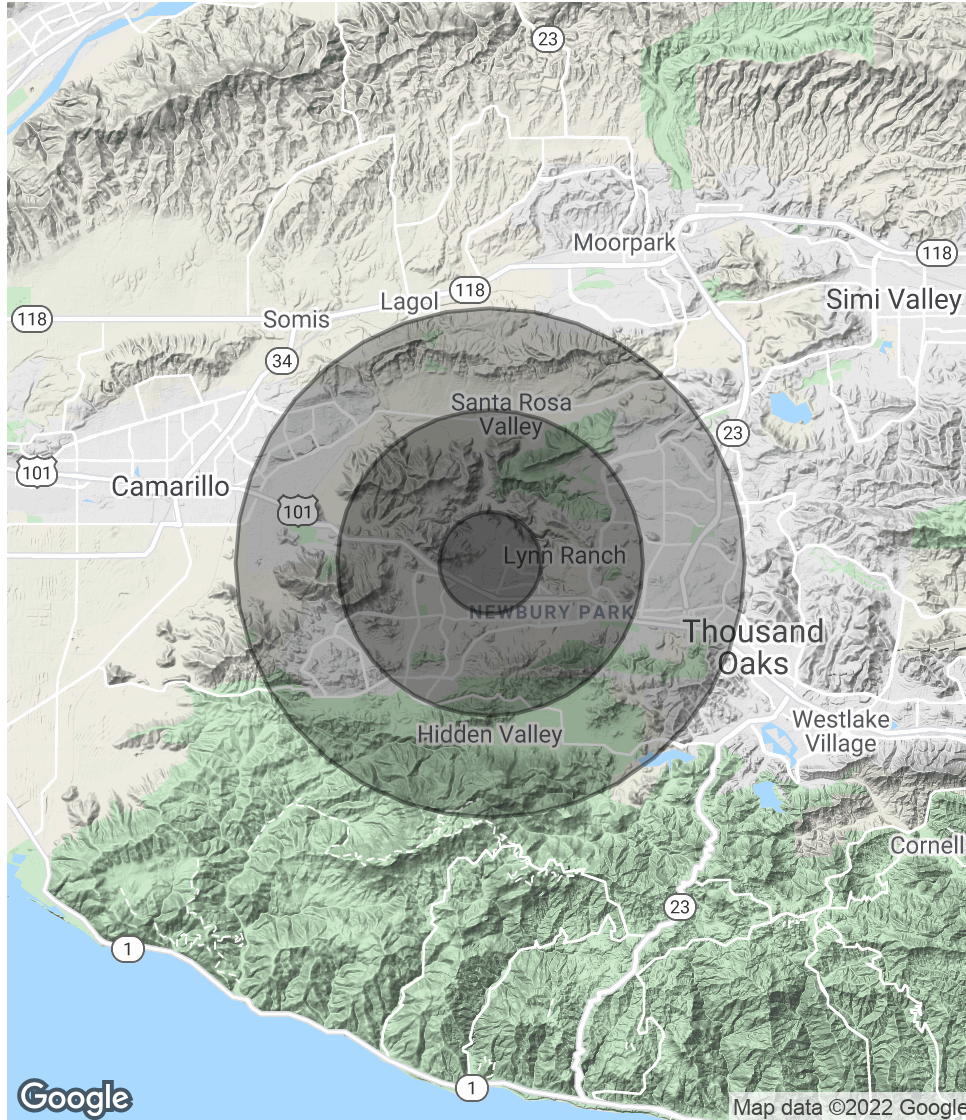 23
Moorpark
118
Simi Valley
118
Lagol
118
Somis
34
Santa Rosa
Valley
23
101
Camarillo
101
Lynn Ranch
NEWBURY PARK
Thousand
Oaks
Westlake
Village
Hidden Valley
Cornell
23
1
1
Google
Map data ©2022 Google